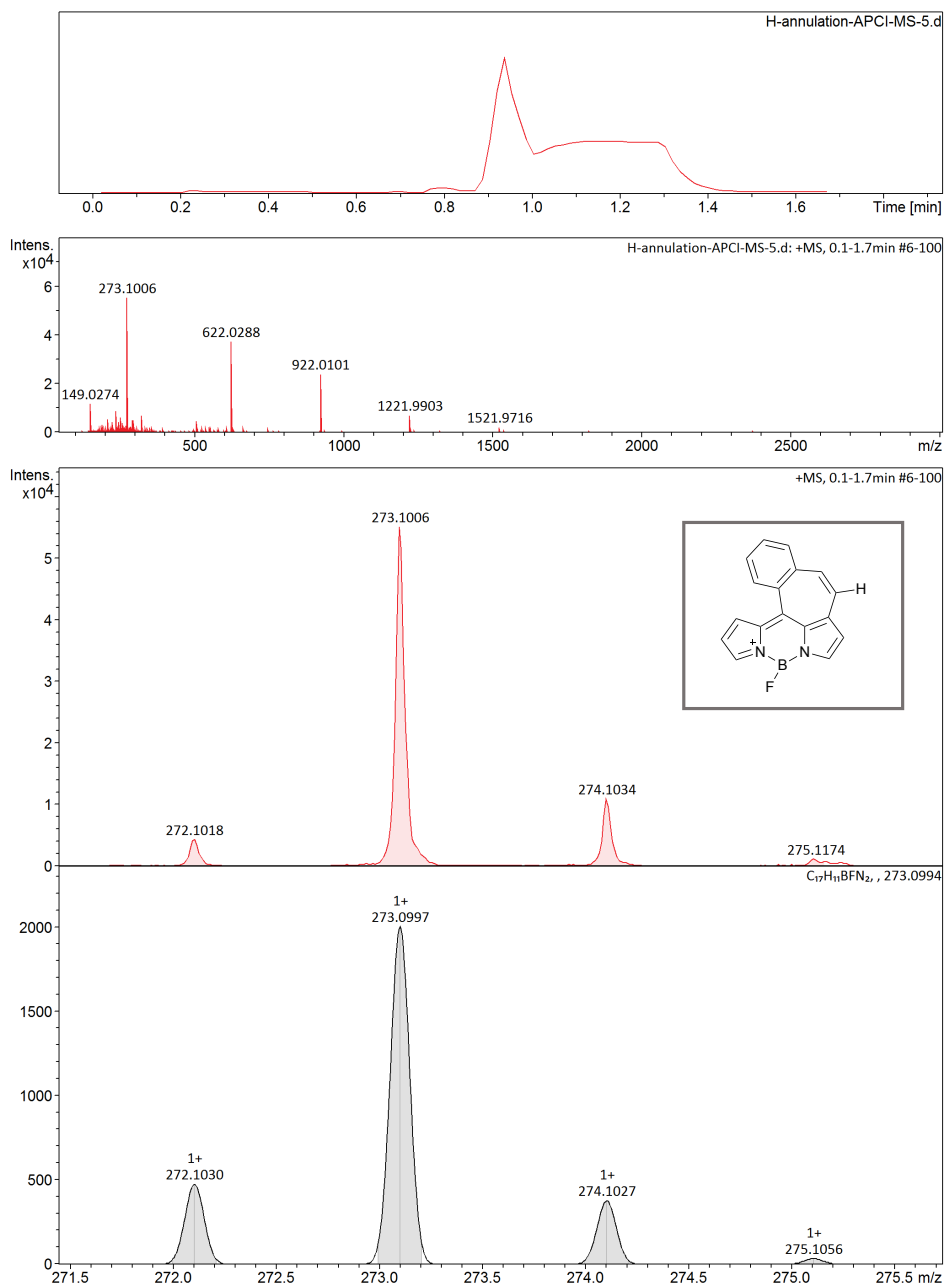 H-annulation-APCI-MS-5.d
0.0 0.2 0.4 0.6 0.8 1.0 1.2 1.4 1.6 Time [min]
Intens.
x10⁴
H-annulation-APCI-MS-5.d: +MS, 0.1-1.7min #6-100
273.1006
6
622.0288
4
922.0101
2
149.0274
1221.9903
1521.9716
0
500 1000 1500 2000 2500 m/z
Intens.
x10⁴
+MS, 0.1-1.7min #6-100
273.1006
5
4
H
3
+
N
N
B
F
2
1
274.1034
272.1018
275.1174
0
C₁₇H₁₁BFN₂, , 273.0994
1+
273.0997
2000
1500
1000
1+
272.1030
500
1+
274.1027
1+
275.1056
0
271.5 272.0 272.5 273.0 273.5 274.0 274.5 275.0 275.5 m/z